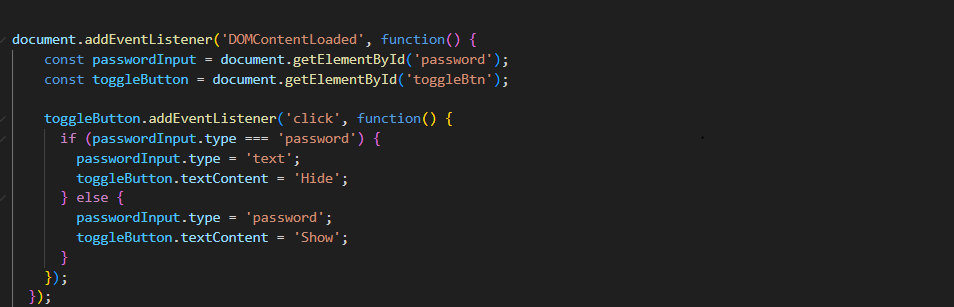 document.addEventListener('DOMContentLoaded', function() {
    const passwordInput = document.getElementById('password');
    const toggleButton = document.getElementById('toggleBtn');

    toggleButton.addEventListener('click', function() {
      if (passwordInput.type === 'password') {
        passwordInput.type = 'text';
        toggleButton.textContent = 'Hide';
      } else {
        passwordInput.type = 'password';
        toggleButton.textContent = 'Show';
      }
    });
  });